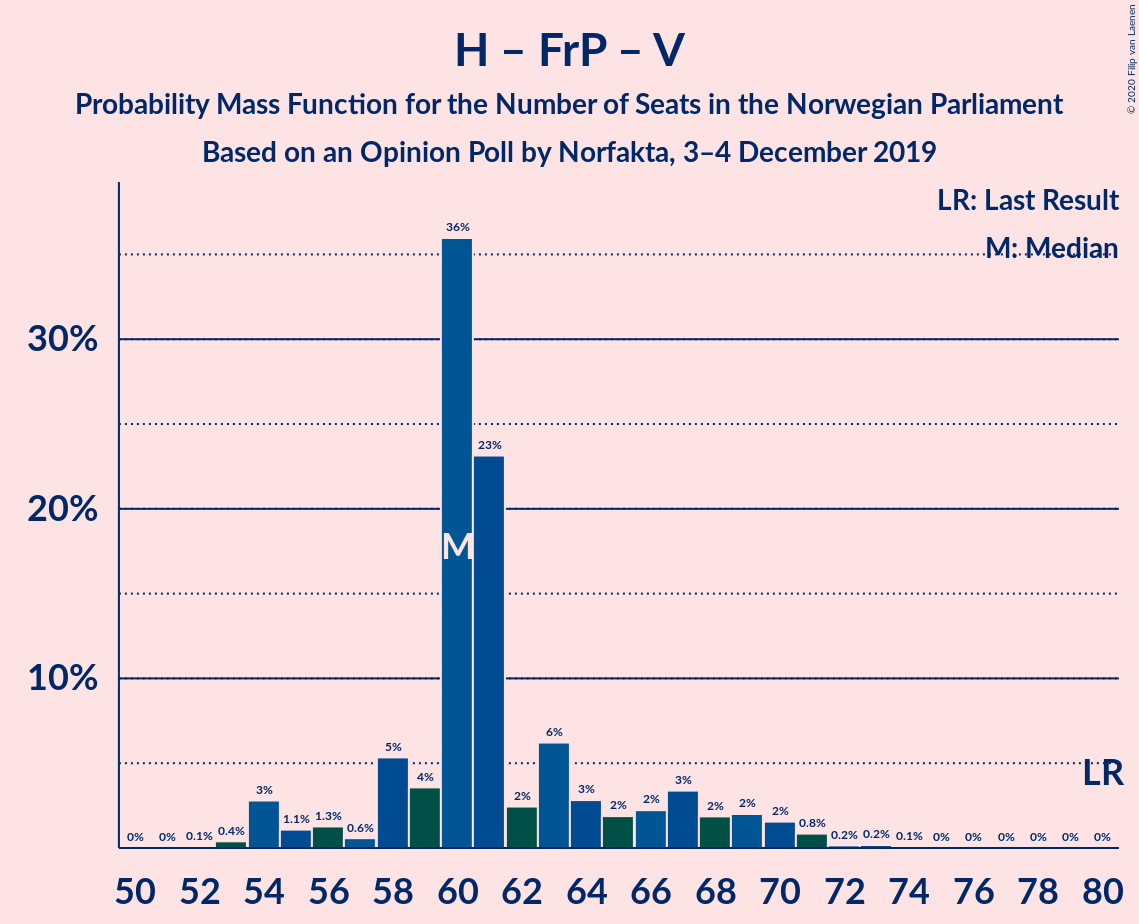 H – FrP – V
Probability Mass Function for the Number of Seats in the Norwegian Parliament
Based on an Opinion Poll by Norfakta, 3–4 December 2019
© 2020 Filip van Laenen
LR: Last Result
M: Median
30%
20%
10%
0% 0% 0.1% 0.4% 3% 1.1% 1.3% 0.6% 5% 4% 36% 23% 2% 6% 3% 2% 2% 3% 2% 2% 2% 0.8% 0.2% 0.2% 0.1% 0% 0% 0% 0% 0% 0%
M
LR
50 52 54 56 58 60 62 64 66 68 70 72 74 76 78 80